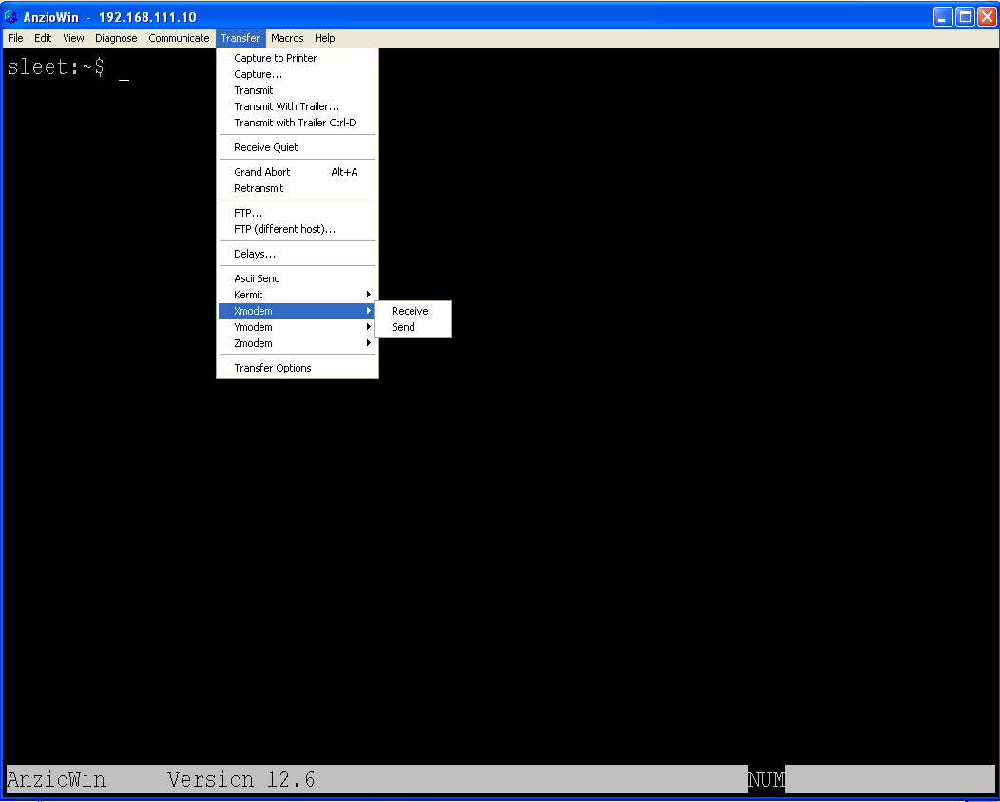 AnzioWin - 192.168.111.10
File Edit View Diagnose Communicate Transfer Macros Help
sleet:~$ _
Capture to Printer
Capture...
Transmit
Transmit With Trailer...
Transmit with Trailer Ctrl-D
Receive Quiet
Grand Abort Alt+A
Retransmit
FTP...
FTP (different host)...
Delays...
Ascii Send
Kermit
Xmodem
Receive
Send
Ymodem
Zmodem
Transfer Options
AnzioWin Version 12.6 NUM